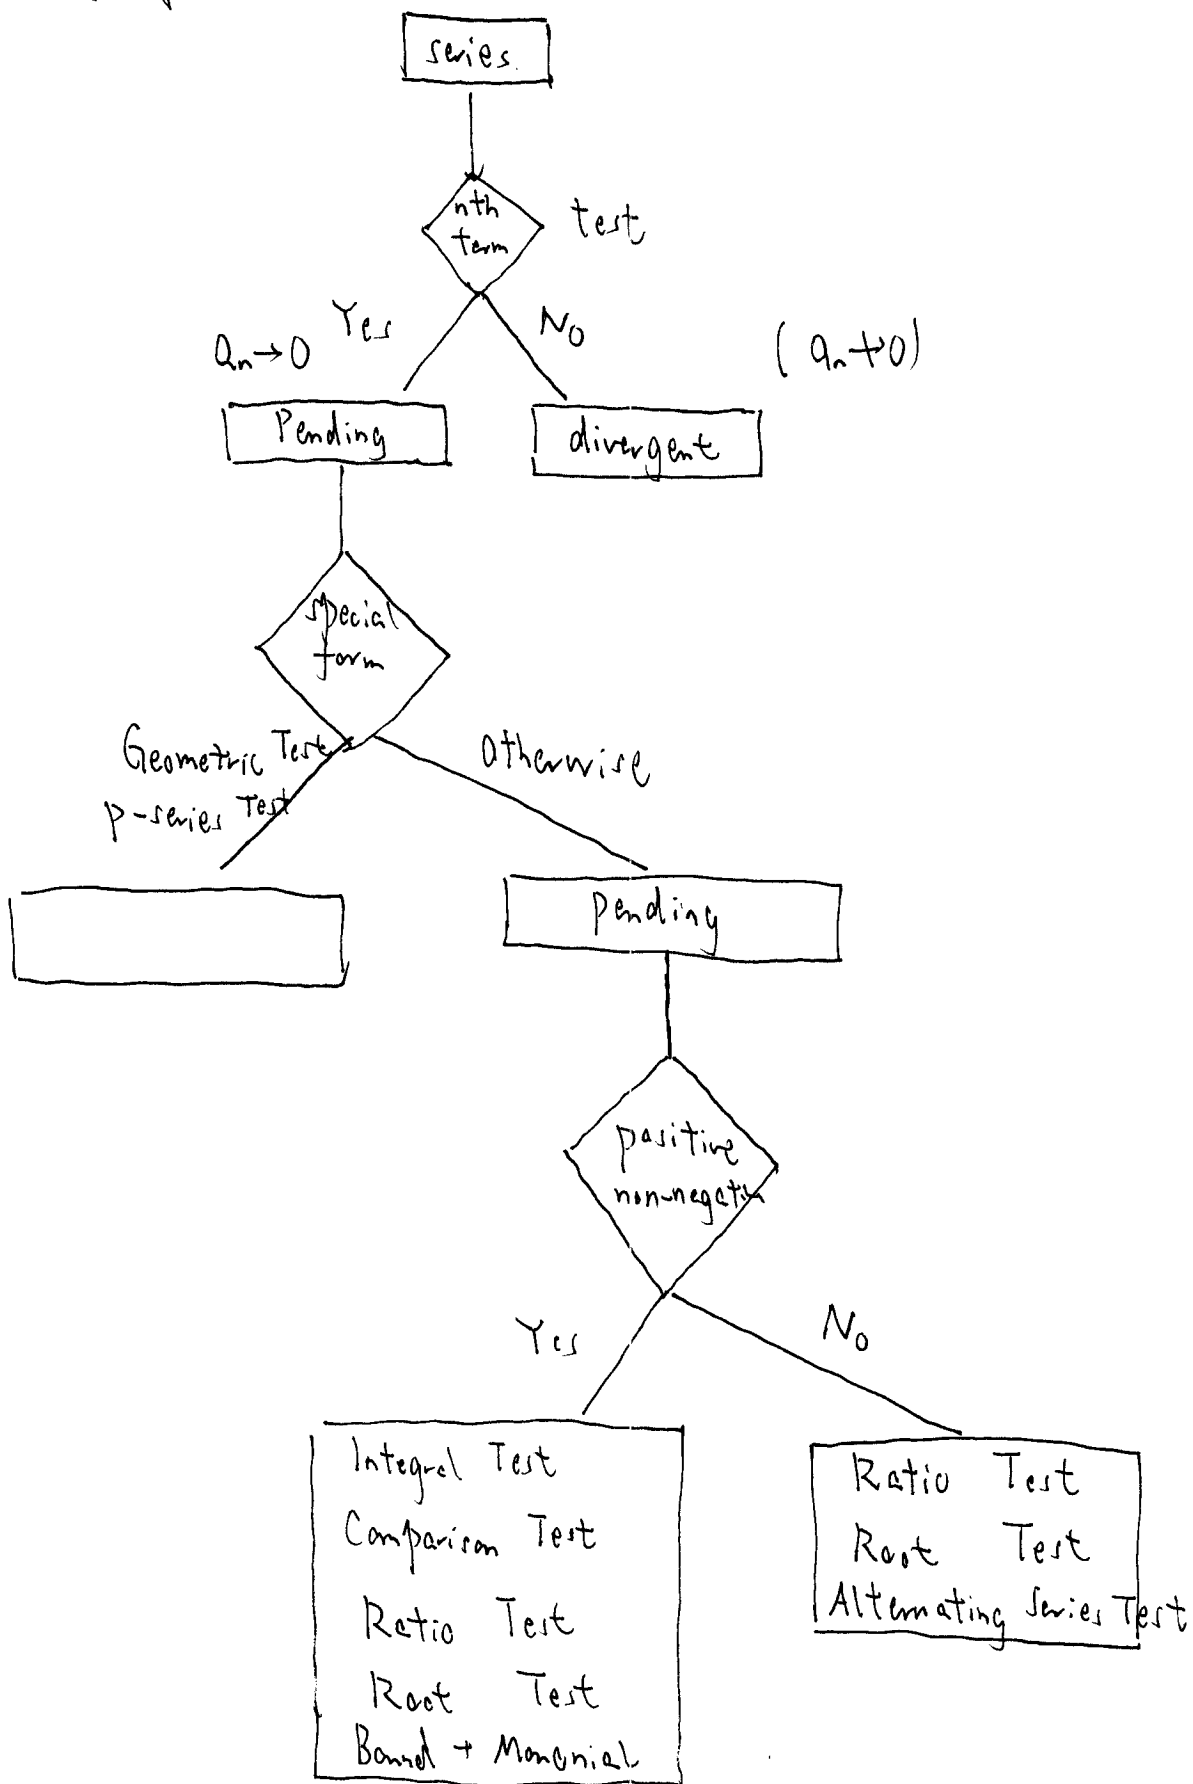 series.
nth
term
test
Yes
No
aₙ→0
(aₙ↛0)
Pending
divergent
special
form
Geometric Test
p-series Test
Otherwise
pending
positive
non-negativ
Yes
No
Integral Test
Comparison Test
Ratio Test
Root Test
Ratio Test
Root Test
Alternating Series Test